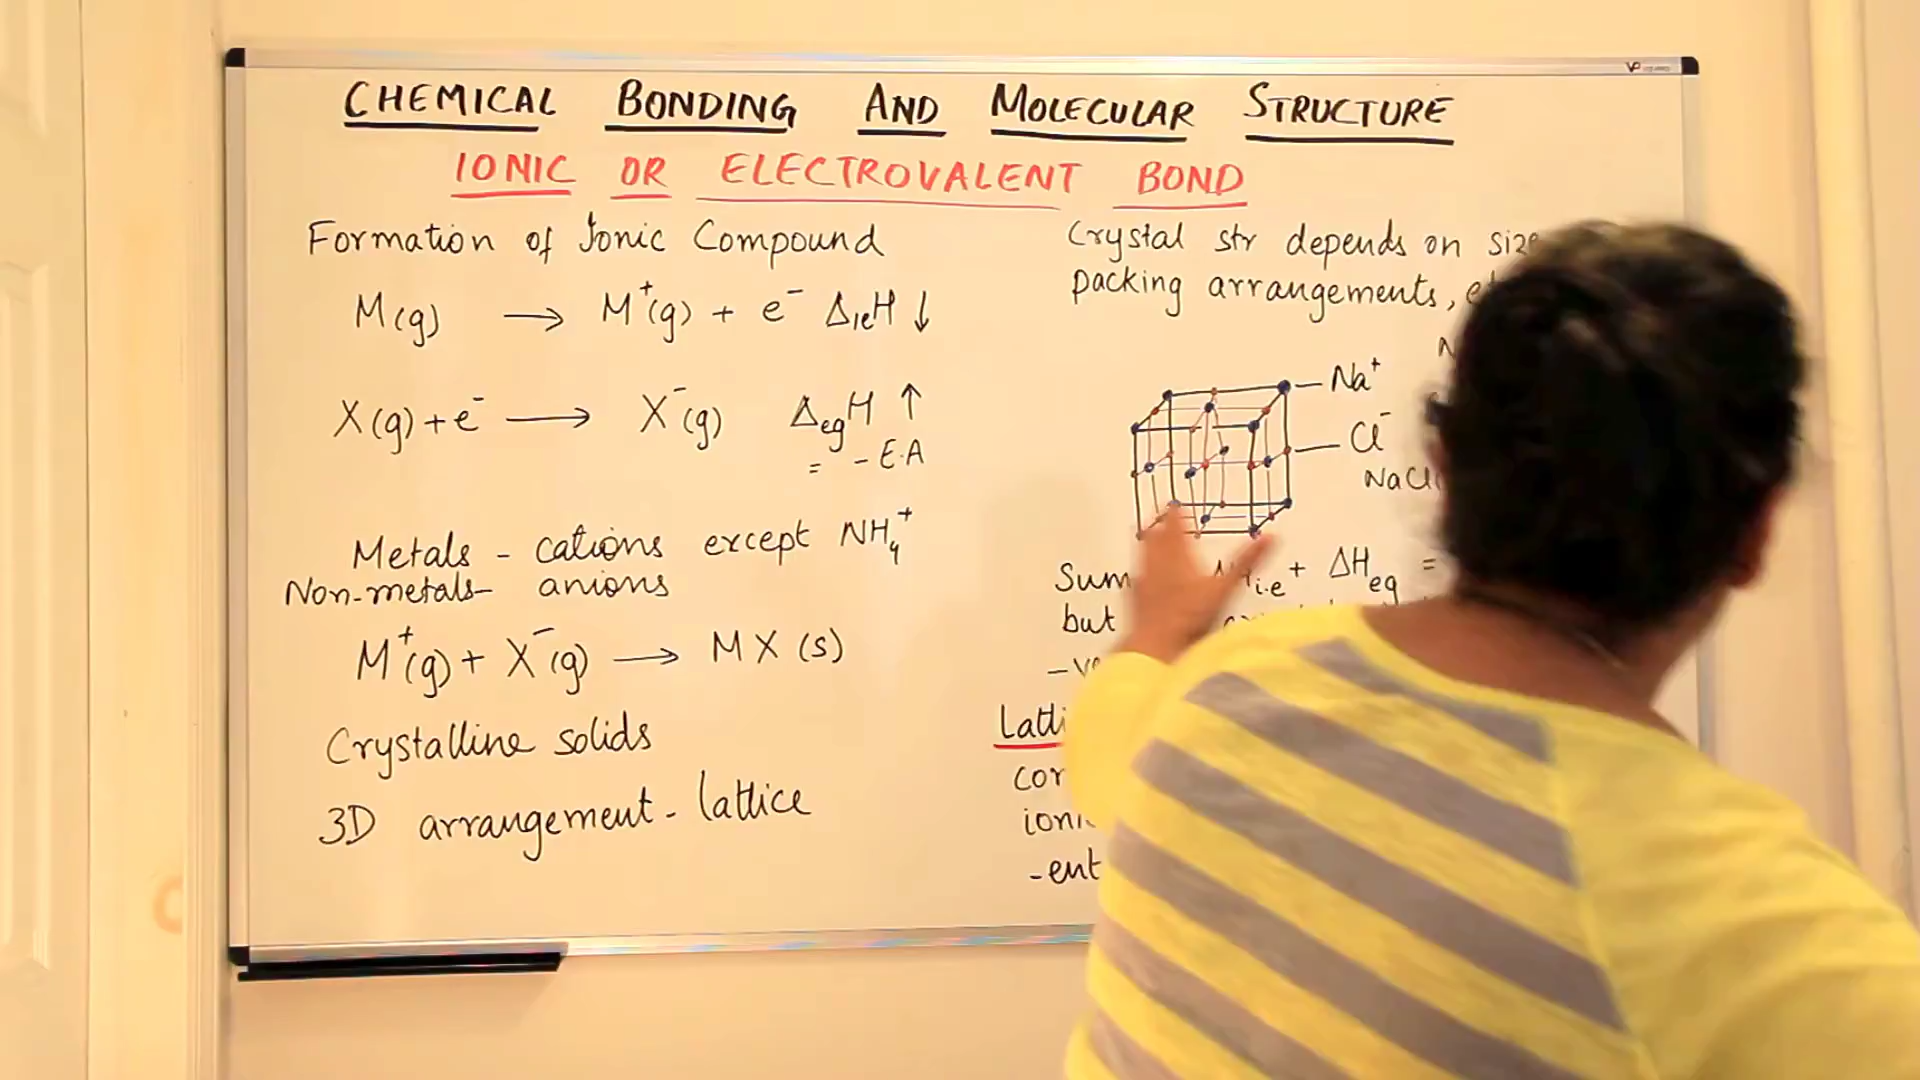 CHEMICAL BONDING AND MOLECULAR STRUCTURE
IONIC OR ELECTROVALENT BOND
Formation of Ionic Compound
M(g) → M⁺(g) + e⁻ ΔieH ↓
X(g) + e⁻ → X⁻(g) ΔegH ↑
= - E.A
Metals - cations except NH₄⁺
Non-metals- anions
M⁺(g) + X⁻(g) → MX (s)
Crystalline solids
3D arrangement - lattice
Crystal str depends on size
packing arrangements,
Na⁺
Cl⁻
NaCl
Sum
i.e + ΔHeg =
but